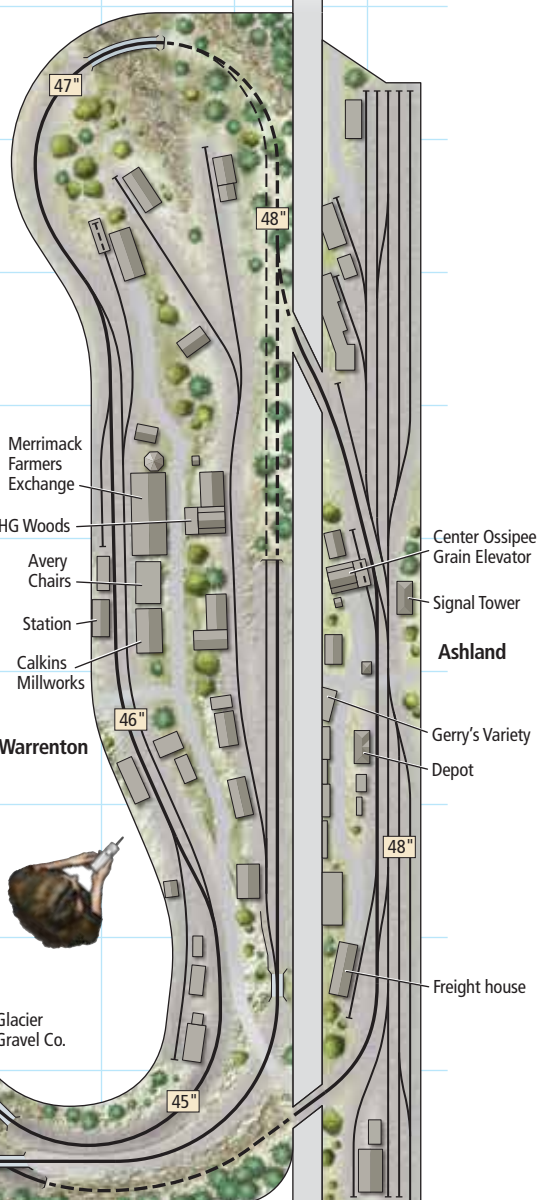 47"
48"
Merrimack
Farmers
Exchange
HG Woods
Avery
Chairs
Station
Calkins
Millworks
46"
Warrenton
Center Ossipee
Grain Elevator
Signal Tower
Ashland
Gerry's Variety
Depot
48"
Freight house
Glacier
Gravel Co.
45"